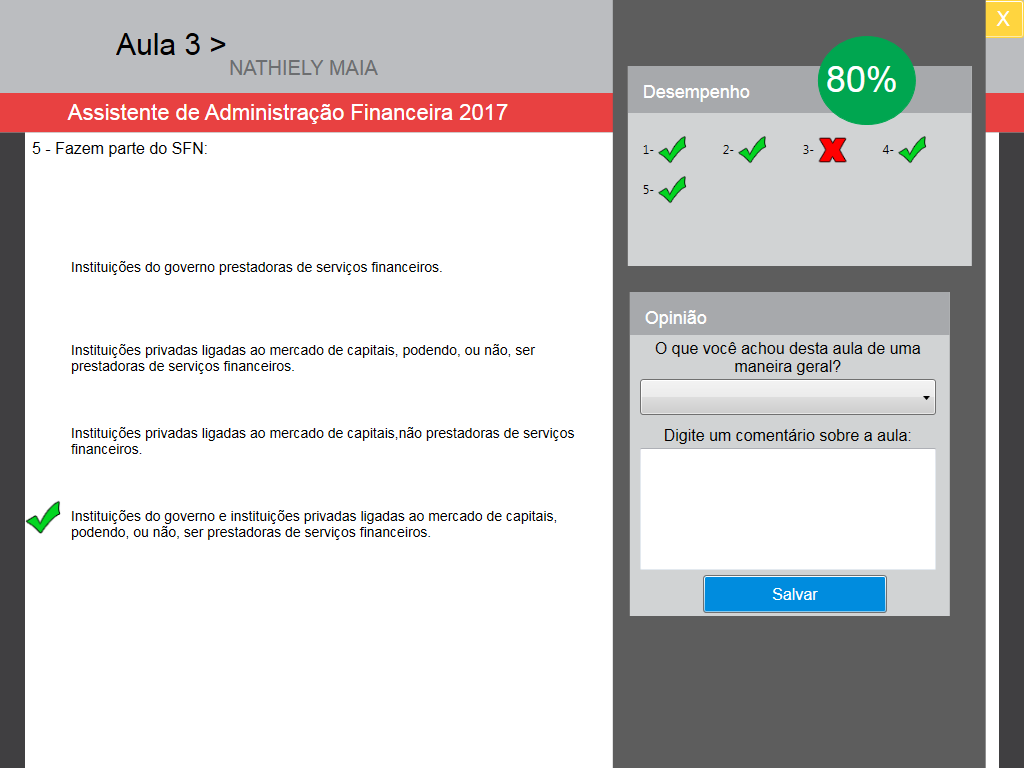 Aula 3 >
NATHIELY MAIA
Assistente de Administração Financeira 2017
5 - Fazem parte do SFN:
Instituições do governo prestadoras de serviços financeiros.
Instituições privadas ligadas ao mercado de capitais, podendo, ou não, ser
prestadoras de serviços financeiros.
Instituições privadas ligadas ao mercado de capitais,não prestadoras de serviços
financeiros.
Instituições do governo e instituições privadas ligadas ao mercado de capitais,
podendo, ou não, ser prestadoras de serviços financeiros.
X
Desempenho
80%
1- 2- 3- 4-
5-
Opinião
O que você achou desta aula de uma
maneira geral?
Digite um comentário sobre a aula:
Salvar